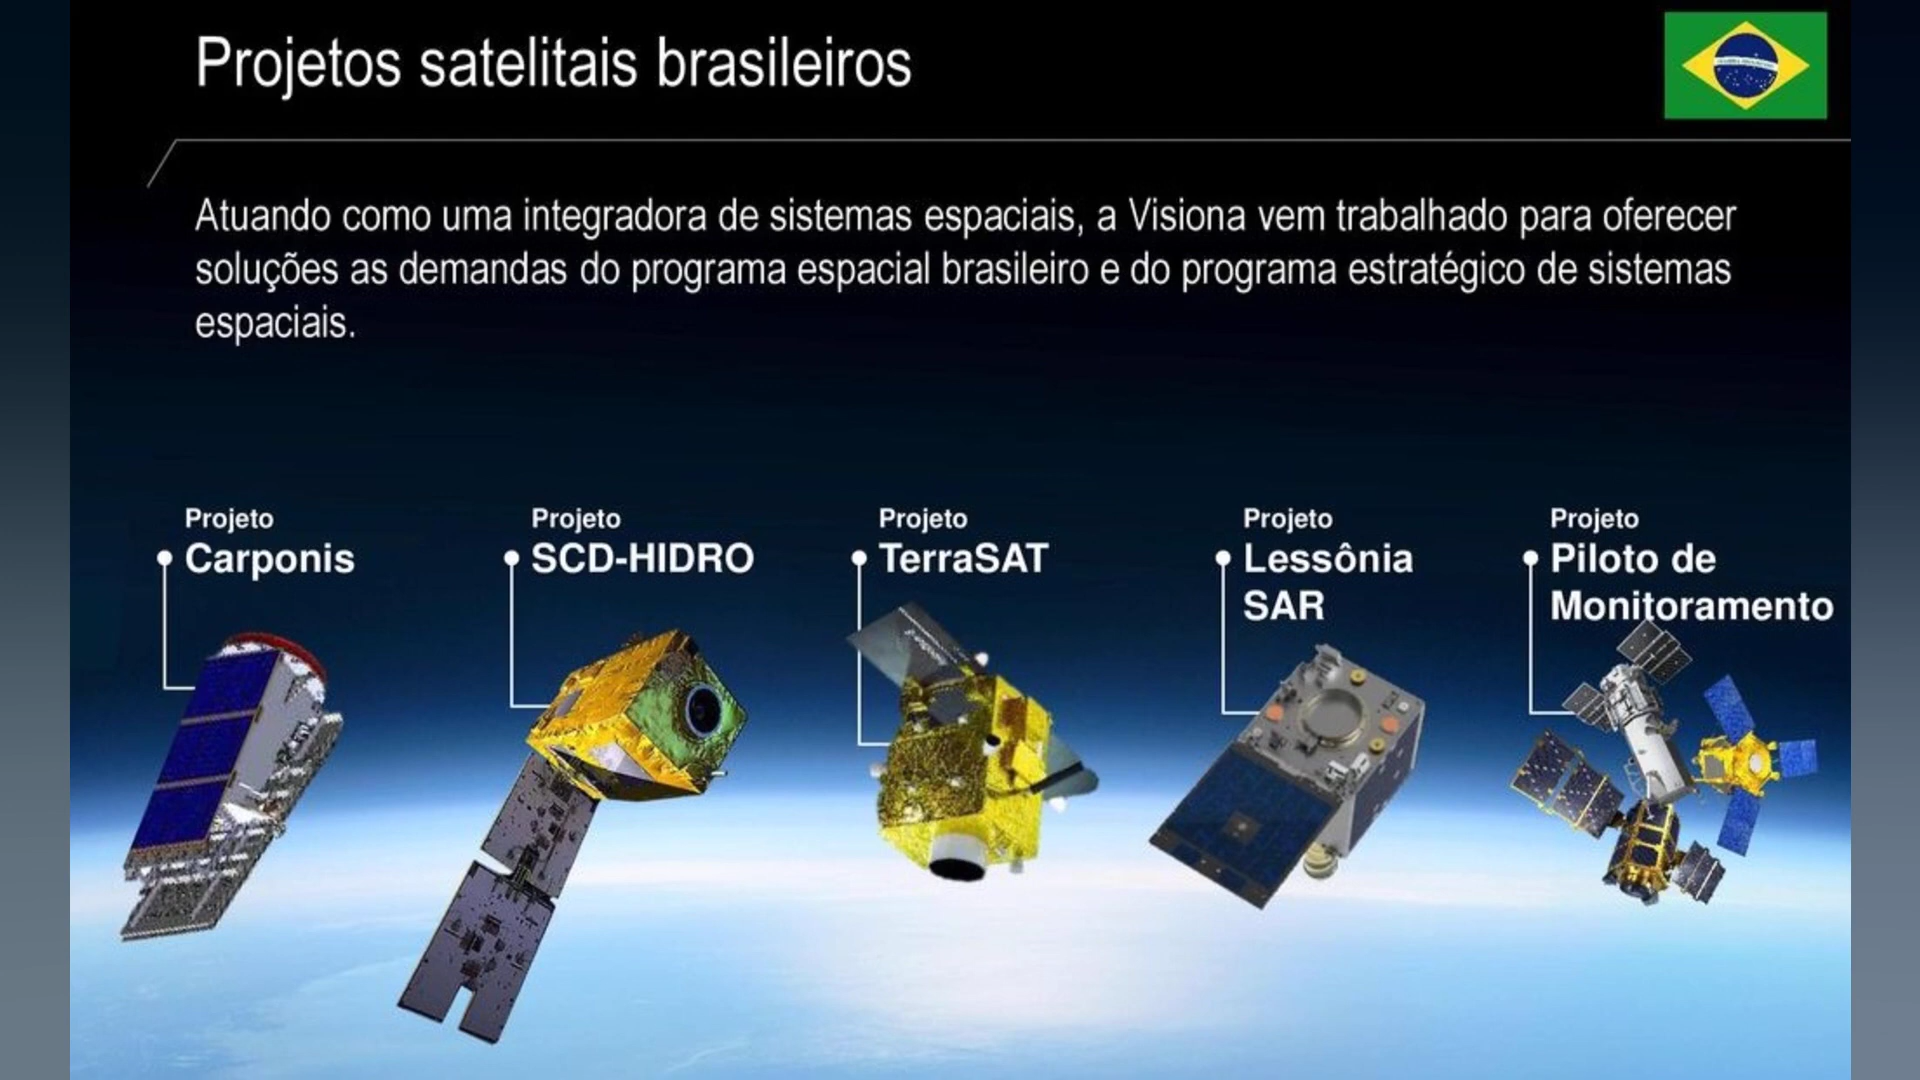 Projetos satelitais brasileiros
Atuando como uma integradora de sistemas espaciais, a Visiona vem trabalhado para oferecer
soluções as demandas do programa espacial brasileiro e do programa estratégico de sistemas
espaciais.
Projeto
Carponis
Projeto
SCD-HIDRO
Projeto
TerraSAT
Projeto
Lessônia
SAR
Projeto
Piloto de
Monitoramento